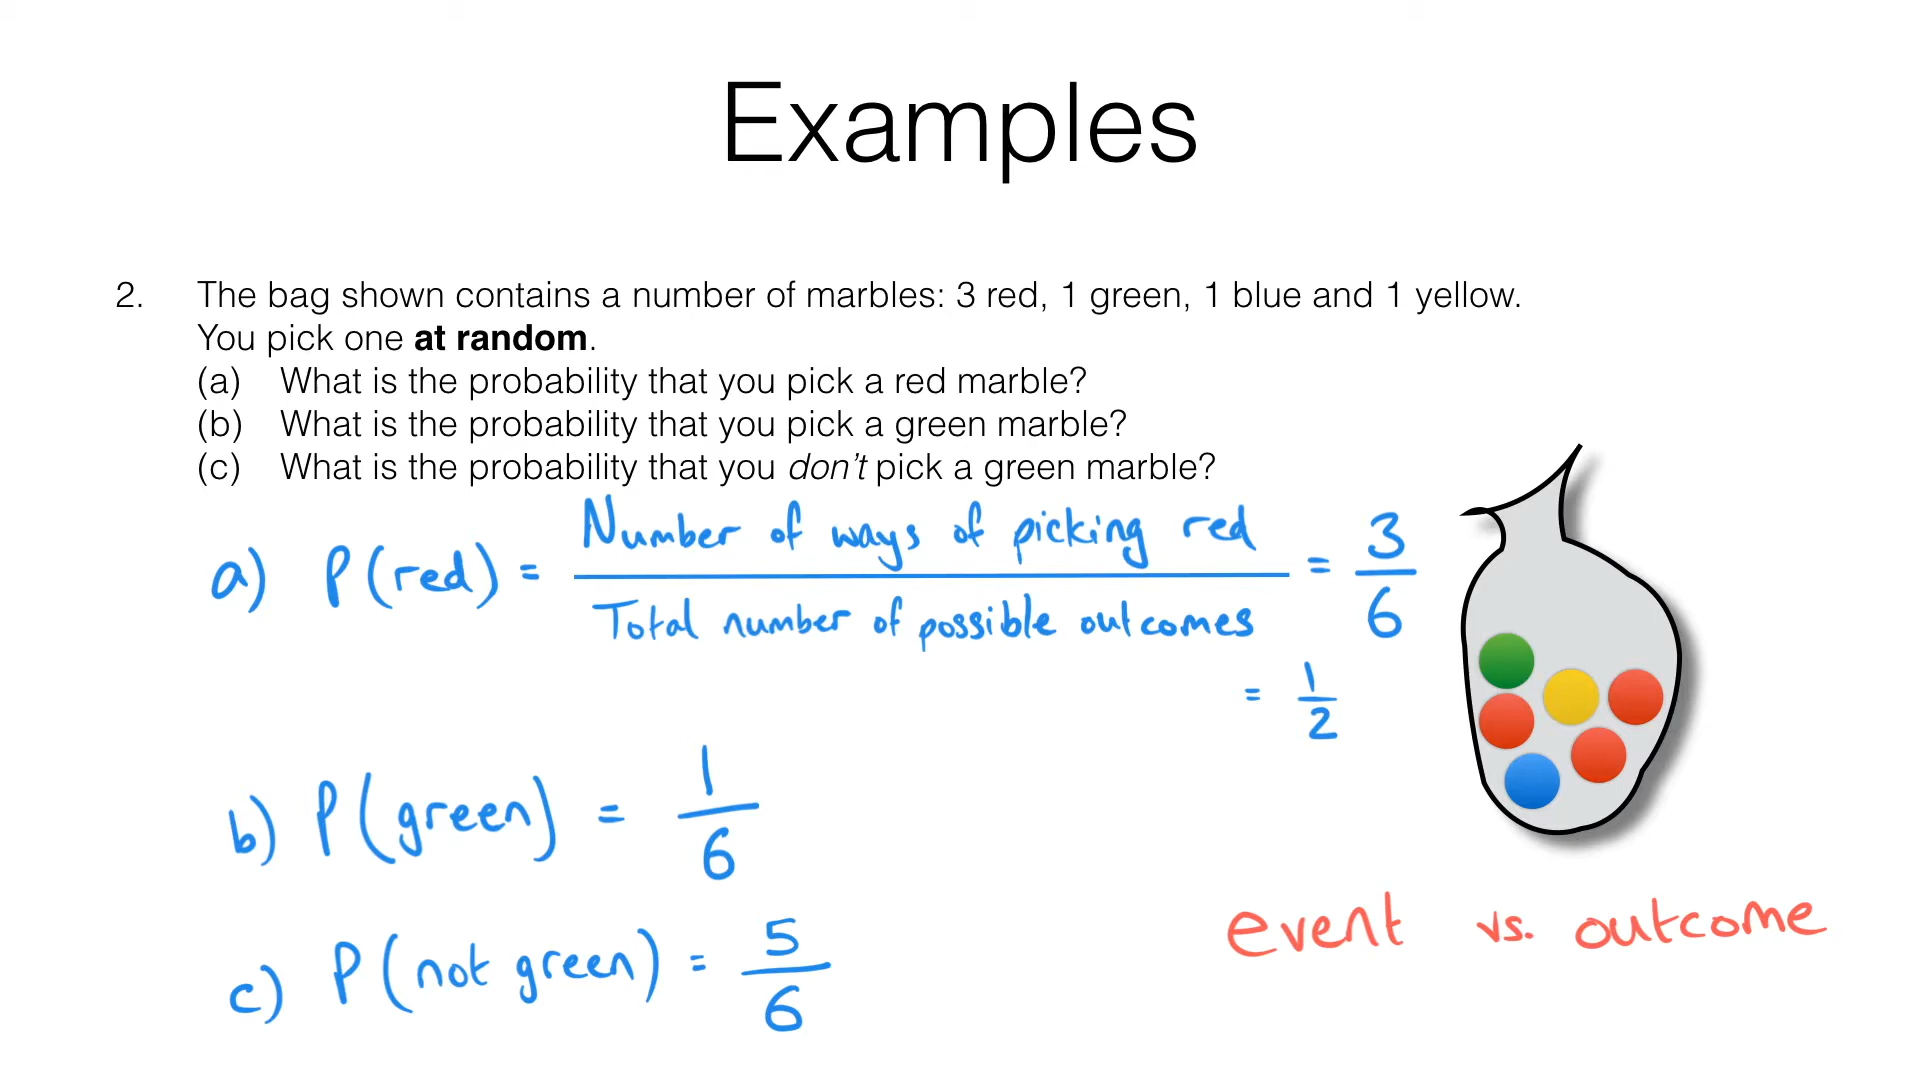 Examples
2. The bag shown contains a number of marbles: 3 red, 1 green, 1 blue and 1 yellow.
You pick one at random.
(a) What is the probability that you pick a red marble?
(b) What is the probability that you pick a green marble?
(c) What is the probability that you don't pick a green marble?
a) P(red) = Number of ways of picking red / Total number of possible outcomes = 3/6
= 1/2
b) P(green) = 1/6
c) P(not green) = 5/6
event vs. outcome